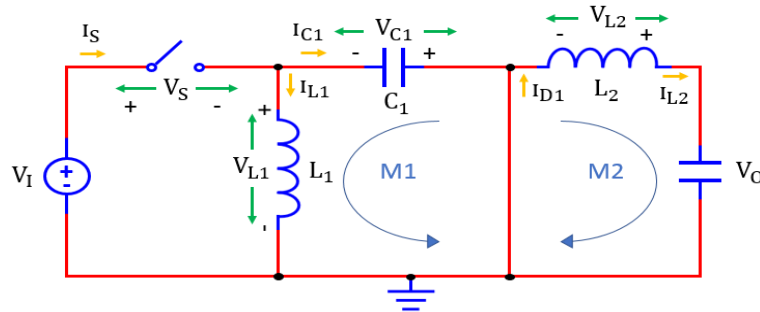 I_S
I_C1
- V_C1 +
- V_L2 +
+ V_S -
I_L1
C_1
I_D1
L_2
I_L2
+
V_I
+
-
V_L1
L_1
M1
M2
V_O
-